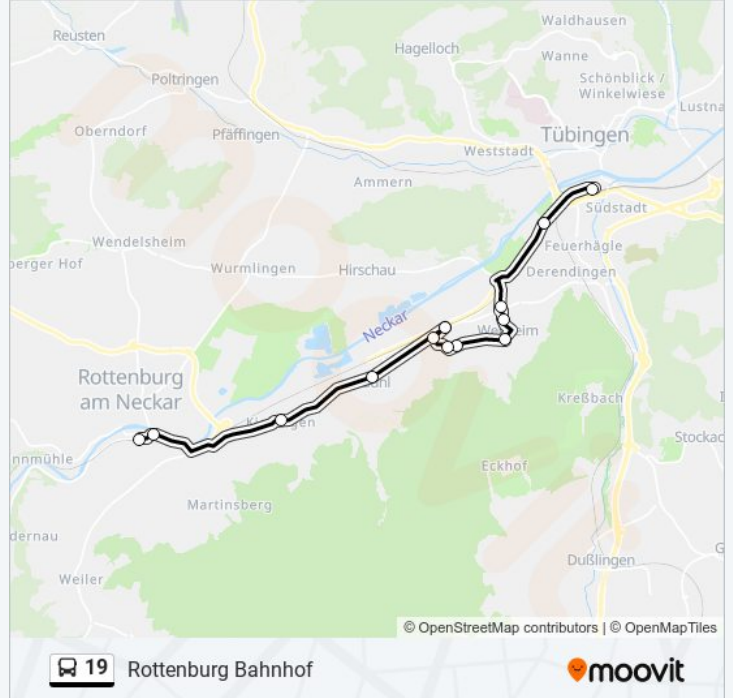 Reusten
Waldhausen
Hagelloch
Wanne
Poltringen
Schönblick /
Winkelwiese
Lustna
Oberndorf
Pfäffingen
Tübingen
Weststadt
Ammern
Südstadt
Wendelsheim
Feuerhägle
berger Hof
Wurmlingen
Hirschau
Derendingen
Neckar
Rottenburg
am Neckar
Kreßbach
Stockac
nnmühle
Eckhof
Martinsberg
dernau
Dußlingen
Weiler
© OpenStreetMap contributors | © OpenMapTiles
19 Rottenburg Bahnhof
moovit